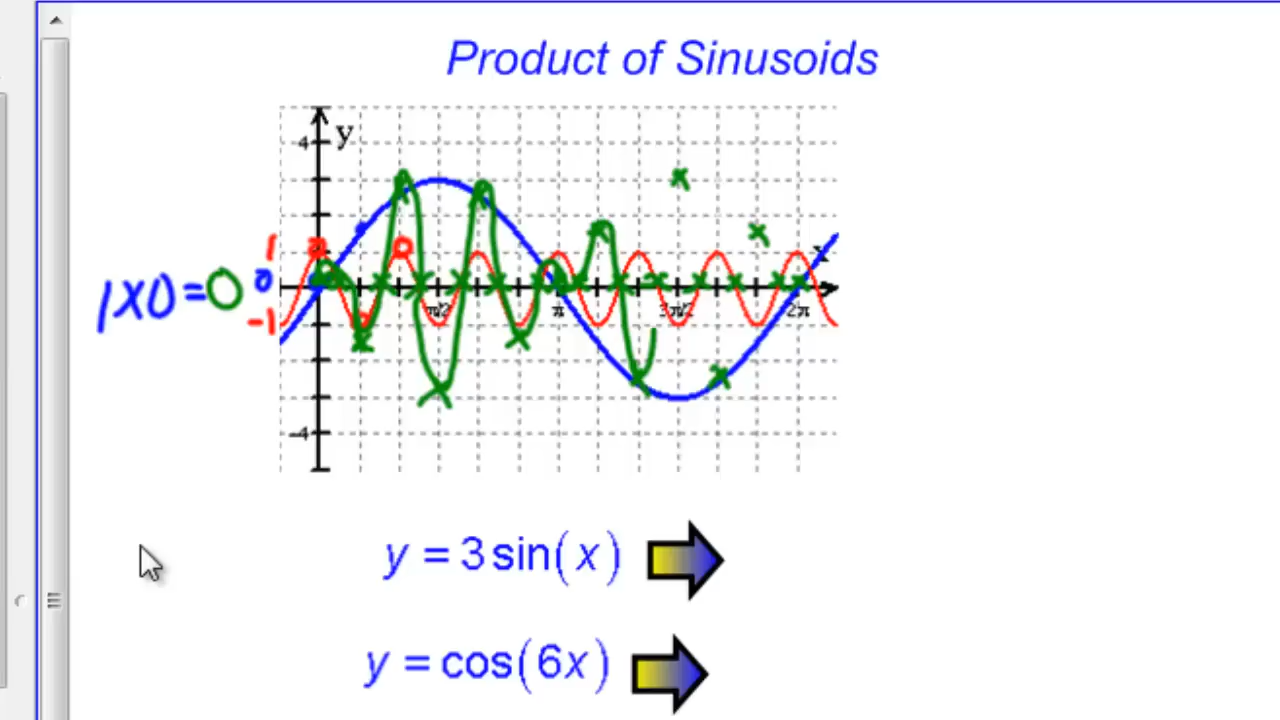 Product of Sinusoids
y
4
1
0
-1
1X0=0
x
π/2
π
3π/2
2π
-4
y = 3 sin(x)
y = cos(6x)